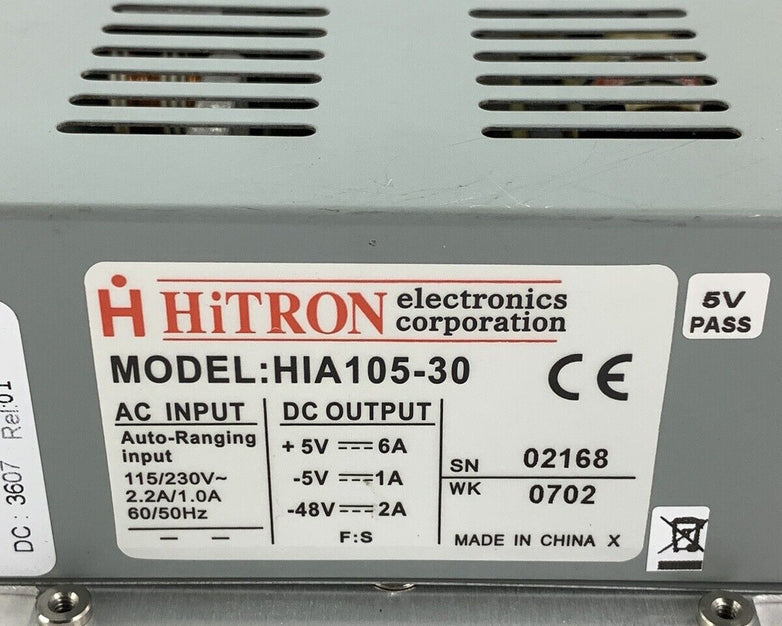 HiTRON electronics
corporation
MODEL:HIA105-30
AC INPUT
Auto-Ranging
input
115/230V~
2.2A/1.0A
60/50Hz
— —
DC OUTPUT
+ 5V ⎓ 6A
-5V ⎓ 1A
-48V ⎓ 2A
F:S
CE
SN 02168
WK 0702
MADE IN CHINA X
5V
PASS
DC : 3607 Rel:01